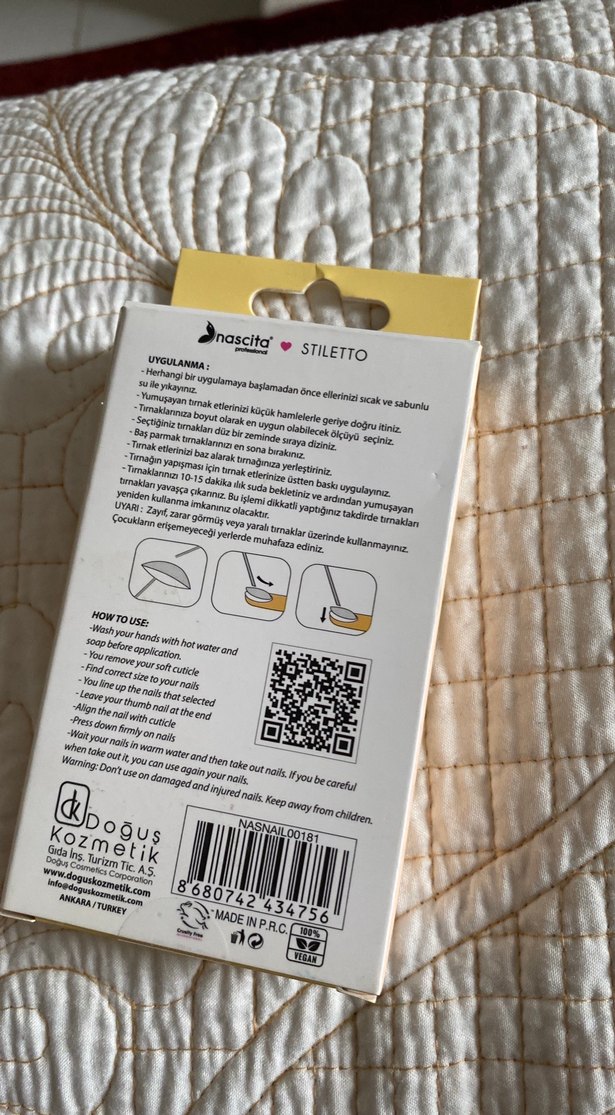 nascita® STILETTO
professional
UYGULANMA :
- Herhangi bir uygulamaya başlamadan önce ellerinizi sıcak ve sabunlu
su ile yıkayınız.
- Yumuşayan tırnak etlerinizi küçük hamlelerle geriye doğru itiniz.
- Tırnaklarınıza boyut olarak en uygun olabilecek ölçüyü seçiniz.
- Seçtiğiniz tırnakları düz bir zeminde sıraya diziniz.
- Baş parmak tırnaklarınızı en sona bırakınız.
- Tırnak etlerinizi baz alarak tırnağınıza yerleştiriniz.
- Tırnağın yapışması için tırnak etlerinize üstten baskı uygulayınız.
- Tırnaklarınızı 10-15 dakika ılık suda bekletiniz ve ardından yumuşayan
tırnakları yavaşça çıkarınız. Bu işlemi dikkatli yaptığınız takdirde tırnakları
yeniden kullanma imkanınız olacaktır.
UYARI : Zayıf, zarar görmüş veya yaralı tırnaklar üzerinde kullanmayınız.
Çocukların erişemeyeceği yerlerde muhafaza ediniz.
HOW TO USE:
-Wash your hands with hot water and
soap before application.
- You remove your soft cuticle
- Find correct size to your nails
- You line up the nails that selected
- Leave your thumb nail at the end
-Align the nail with cuticle
-Press down firmly on nails
-Wait your nails in warm water and then take out nails. if you be careful
when take out it, you can use again your nails.
Warning: Don't use on damaged and injured nails. Keep away from children.
dk Doğuş
Kozmetik
Gıda İnş. Turizm Tic. A.Ş.
Doğuş Cosmetics Corporation
www.doguskozmetik.com
info@doguskozmetik.com
ANKARA / TURKEY
NASNAIL00181
8 680742 434756
Cruelty Free
MADE IN P.R.C.
100%
VEGAN